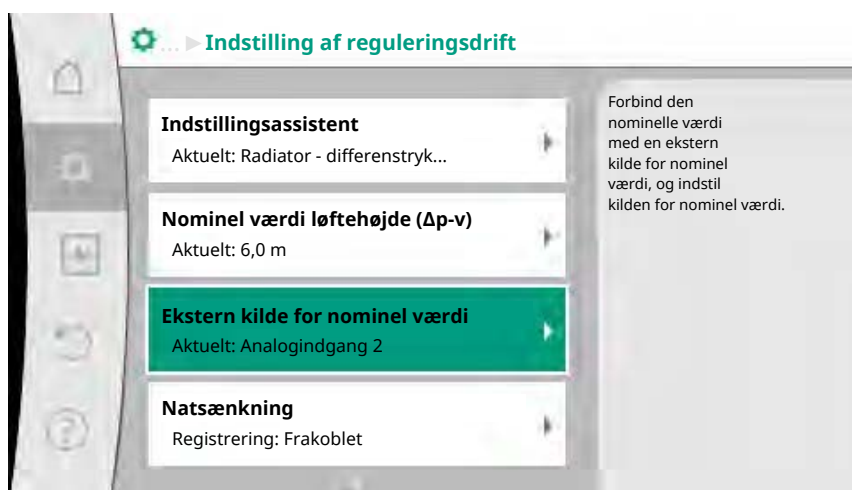 ... ▶ Indstilling af reguleringsdrift
Indstillingsassistent
Aktuelt: Radiator - differenstryk...
Nominel værdi løftehøjde (Δp-v)
Aktuelt: 6,0 m
Ekstern kilde for nominel værdi
Aktuelt: Analogindgang 2
Natsænkning
Registrering: Frakoblet
Forbind den
nominelle værdi
med en ekstern
kilde for nominel
værdi, og indstil
kilden for nominel værdi.